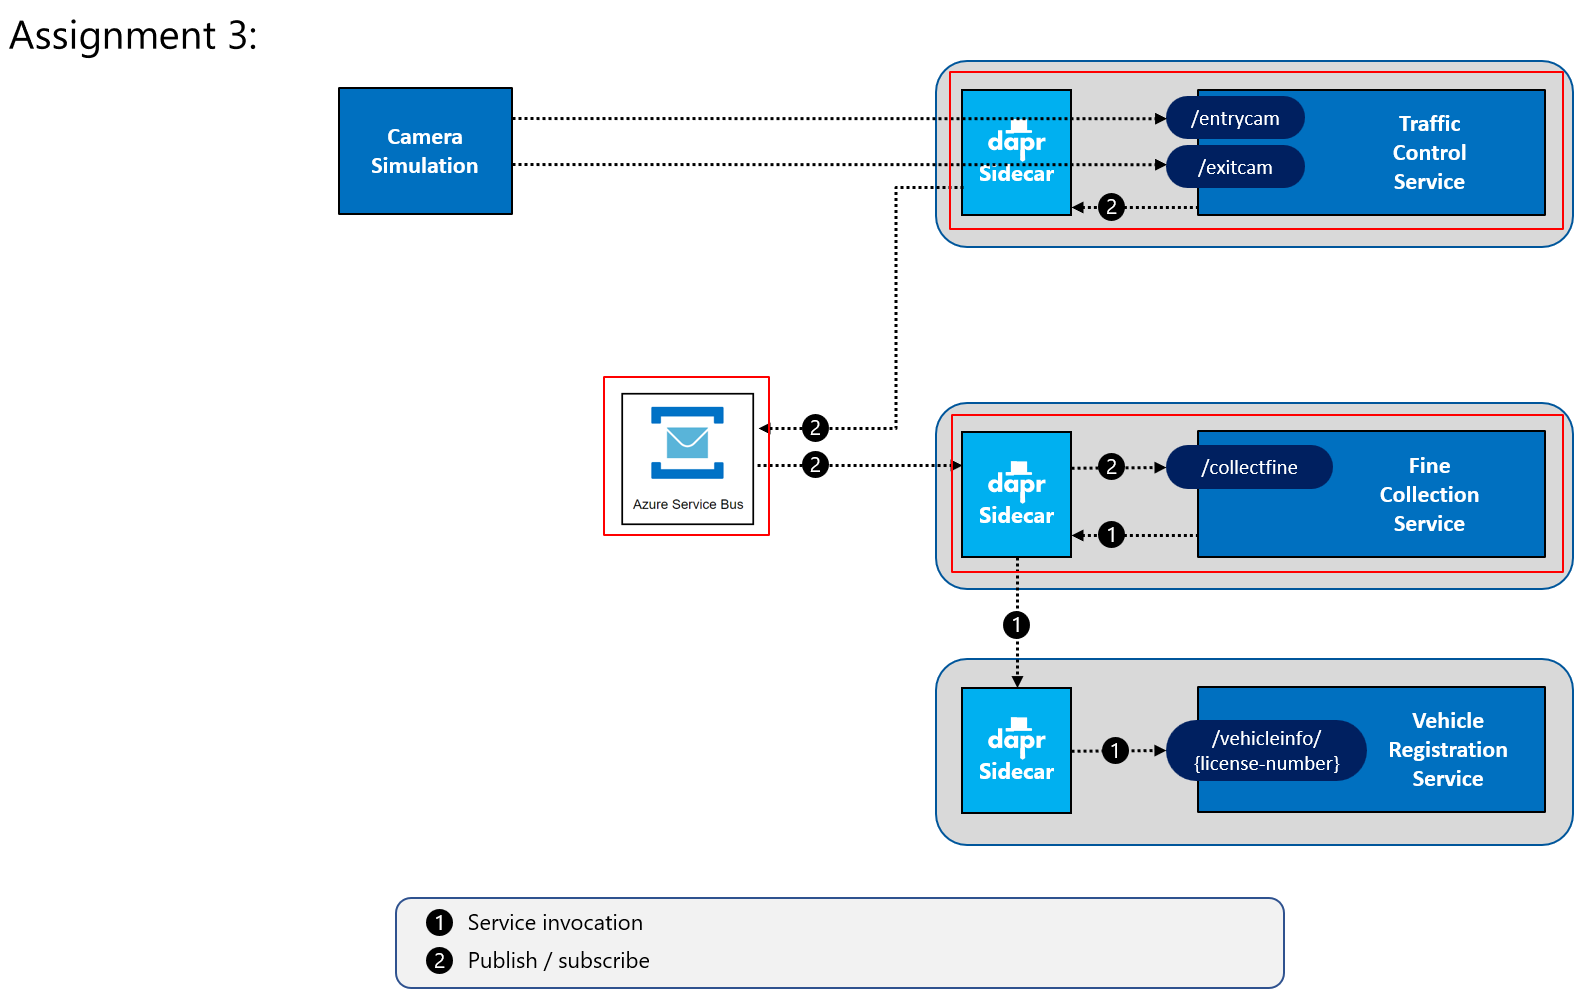 Assignment 3:
Camera
Simulation
dapr
Sidecar
/entrycam
/exitcam
2
Traffic
Control
Service
2
2
Azure Service Bus
dapr
Sidecar
2
/collectfine
1
Fine
Collection
Service
1
dapr
Sidecar
1
/vehicleinfo/
{license-number}
Vehicle
Registration
Service
1 Service invocation
2 Publish / subscribe